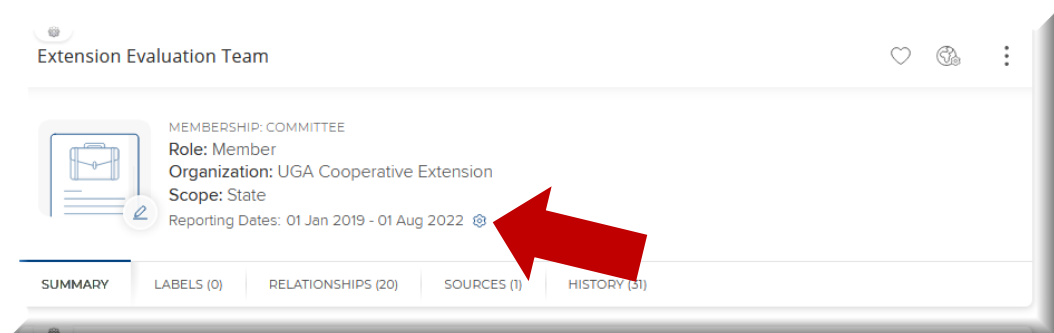 Extension Evaluation Team
MEMBERSHIP: COMMITTEE
Role: Member
Organization: UGA Cooperative Extension
Scope: State
Reporting Dates: 01 Jan 2019 - 01 Aug 2022
SUMMARY LABELS (0) RELATIONSHIPS (20) SOURCES (1) HISTORY (31)